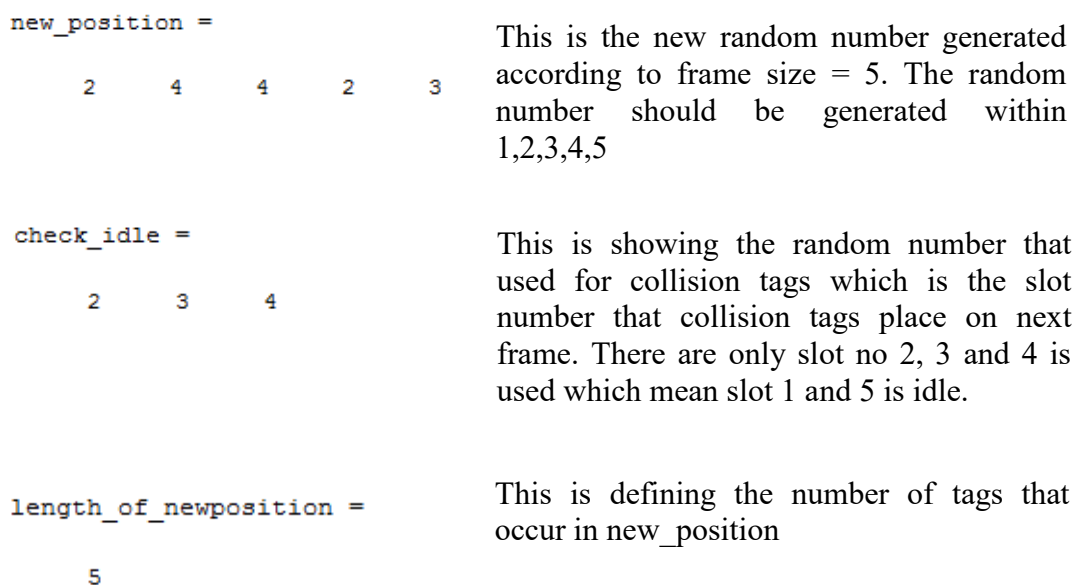 new_position =
2 4 4 2 3
This is the new random number generated
according to frame size = 5. The random
number should be generated within
1,2,3,4,5
check_idle =
2 3 4
This is showing the random number that
used for collision tags which is the slot
number that collision tags place on next
frame. There are only slot no 2, 3 and 4 is
used which mean slot 1 and 5 is idle.
length_of_newposition =
5
This is defining the number of tags that
occur in new_position